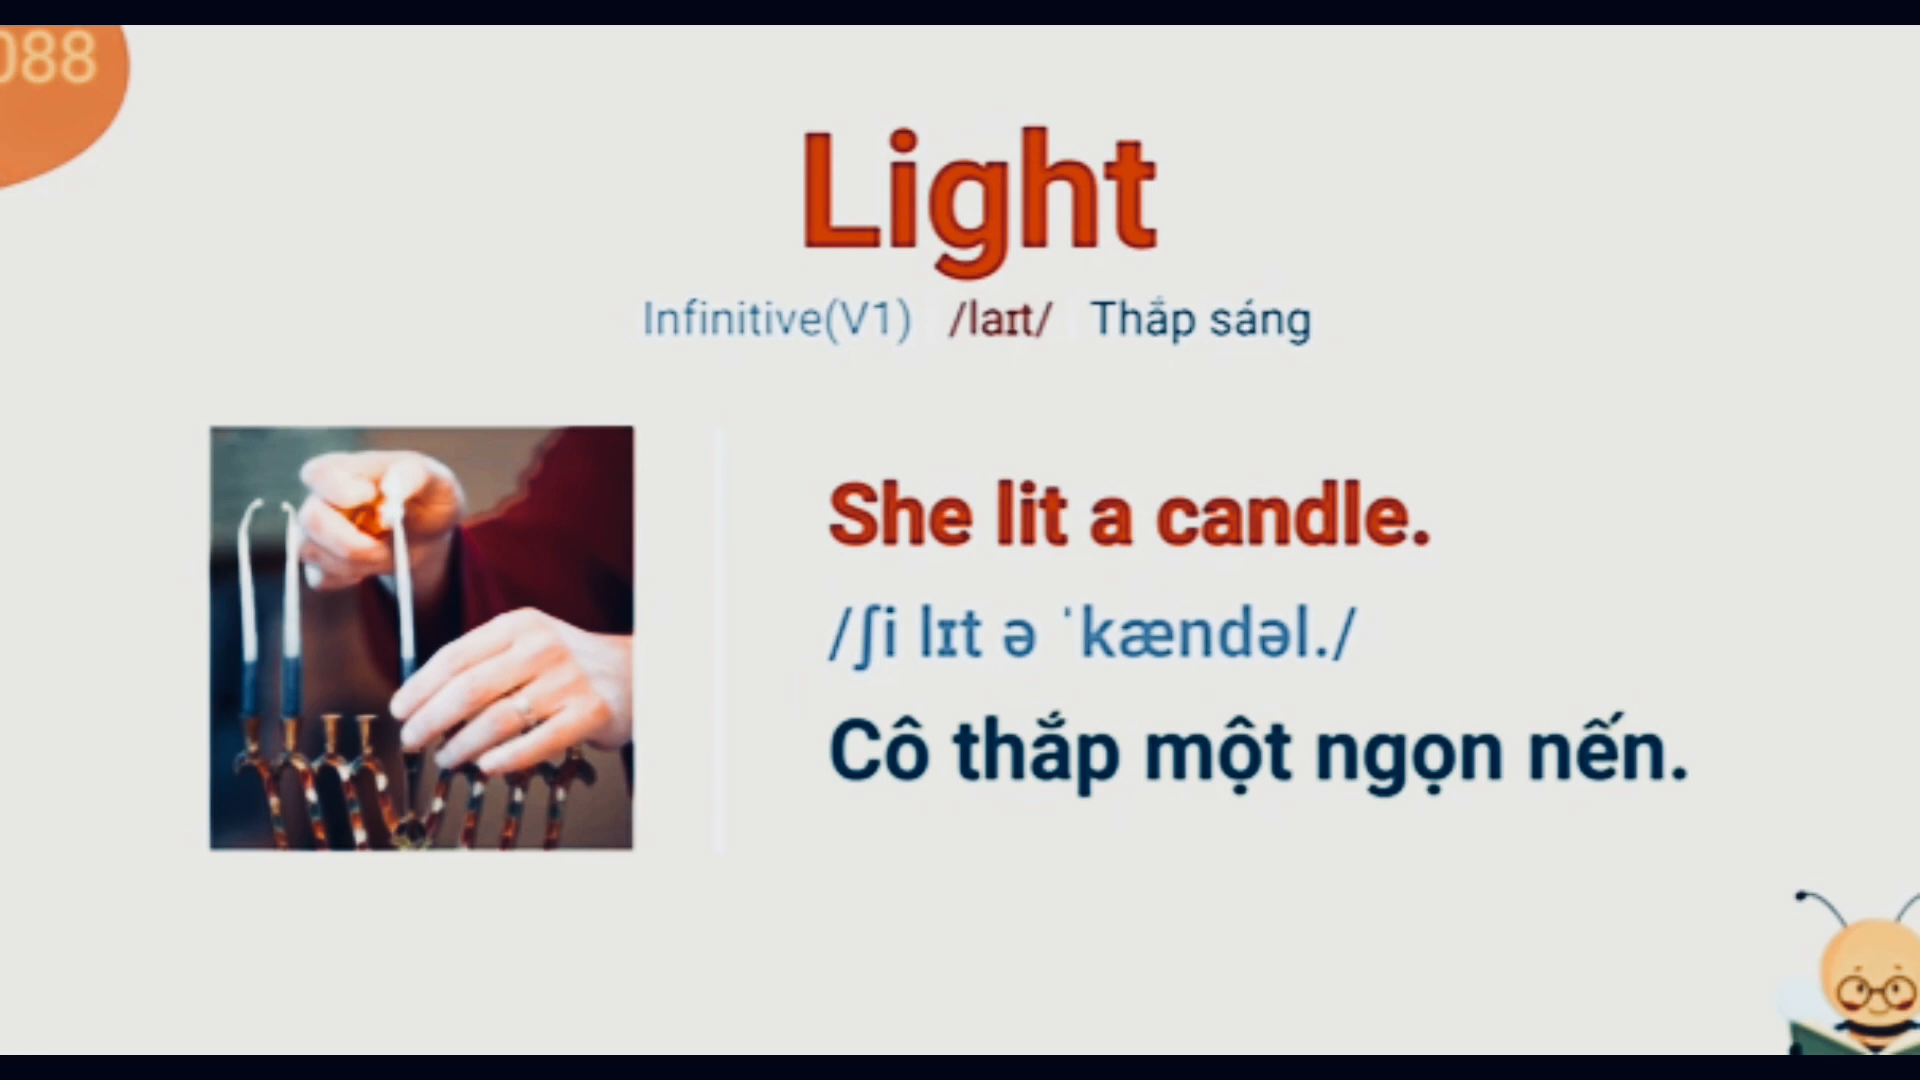 088
Light
Infinitive(V1) /laɪt/ Thắp sáng
She lit a candle.
/ʃi lɪt ə ˈkændəl./
Cô thắp một ngọn nến.